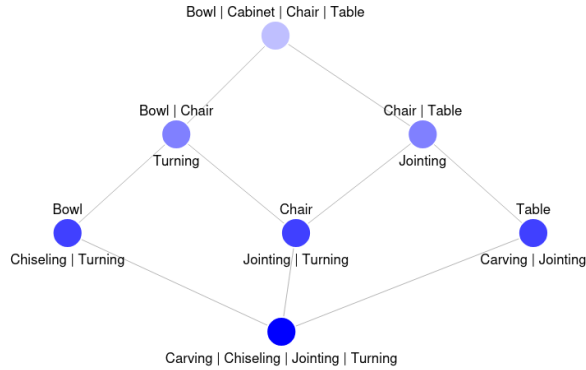 Bowl | Cabinet | Chair | Table
Bowl | Chair
Chair | Table
Turning
Jointing
Bowl
Chair
Table
Chiseling | Turning
Jointing | Turning
Carving | Jointing
Carving | Chiseling | Jointing | Turning